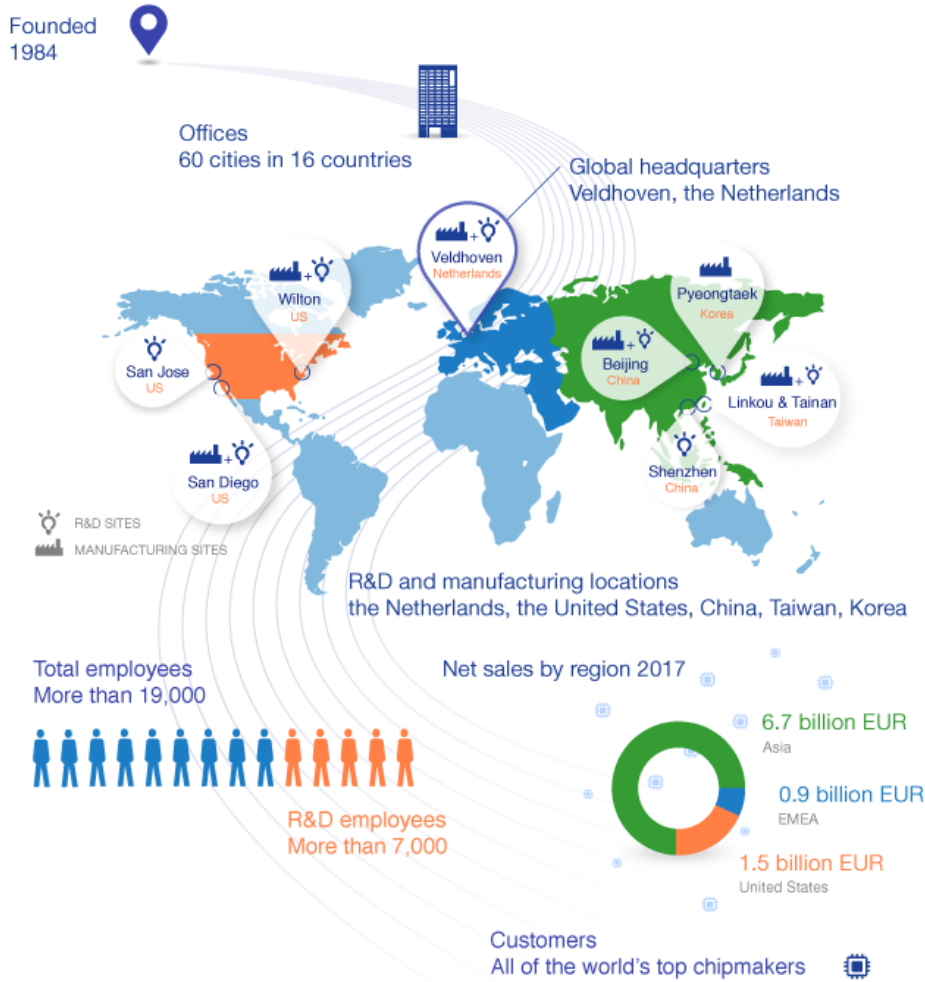 Founded
1984
Offices
60 cities in 16 countries
Global headquarters
Veldhoven, the Netherlands
+
Veldhoven
Netherlands
+
Wilton
US
Pyeongtaek
Korea
San Jose
US
+
Beijing
China
+
Linkou & Tainan
Taiwan
+
San Diego
US
Shenzhen
China
R&D SITES
MANUFACTURING SITES
R&D and manufacturing locations
the Netherlands, the United States, China, Taiwan, Korea
Total employees
More than 19,000
R&D employees
More than 7,000
Net sales by region 2017
6.7 billion EUR
Asia
0.9 billion EUR
EMEA
1.5 billion EUR
United States
Customers
All of the world's top chipmakers